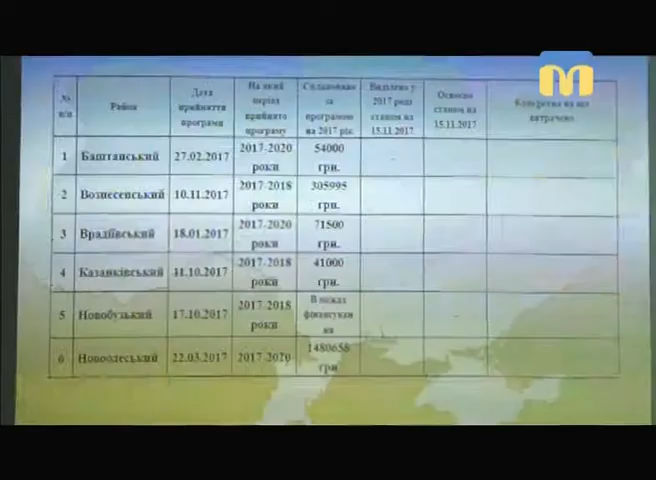 № п/п
Район
Дата
прийняття
програми
На який
період
прийнято
програму
Сплановано
за
програмою
на 2017 рік
Виділено у
2017 році
станом на
15.11.2017
Освоєно
станом на
15.11.2017
Конкретно на що
витрачено
1 Баштанський 27.02.2017 2017-2020 роки 54000 грн.
2 Вознесенський 10.11.2017 2017-2018 роки 305995 грн.
3 Врадіївський 18.01.2017 2017-2020 роки 71500 грн.
4 Казанківський 11.10.2017 2017-2018 роки 41000 грн.
5 Новобузький 17.10.2017 2017-2018 роки В межах фінансування
6 Новоодеський 22.03.2017 2017-2020 1480658 грн